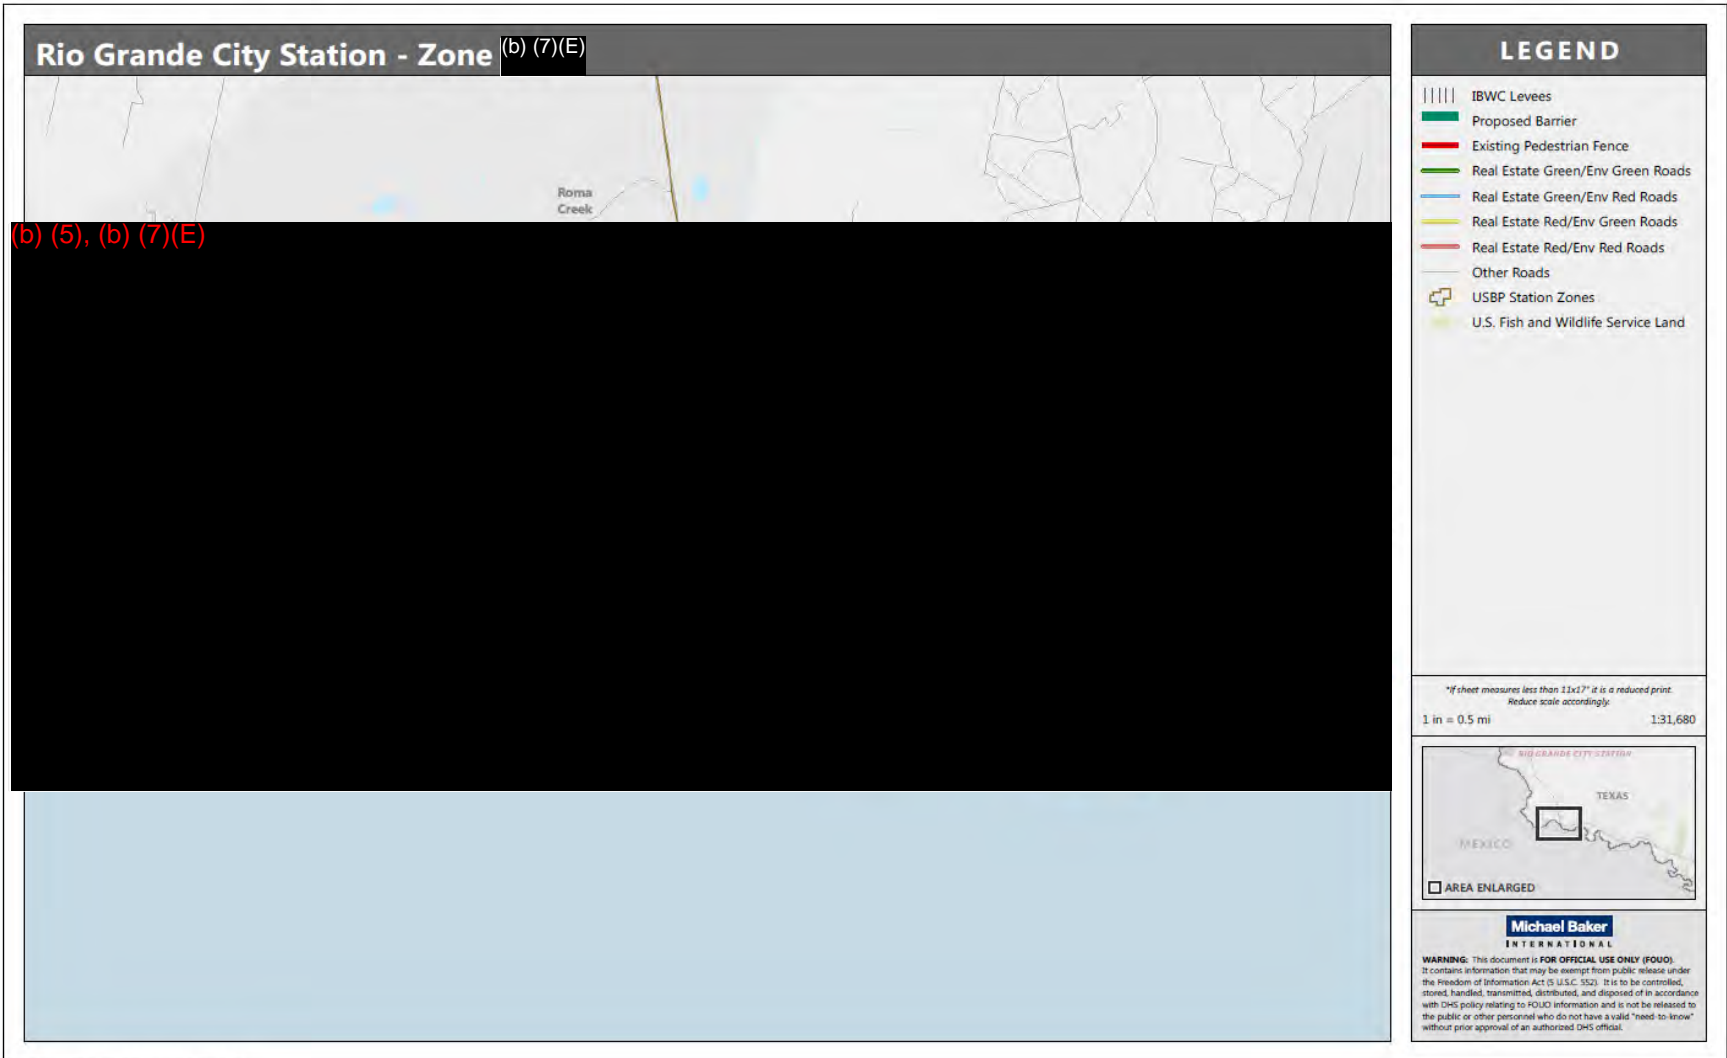 Rio Grande City Station - Zone (b) (7)(E)
Roma
Creek
(b) (5), (b) (7)(E)
LEGEND
IBWC Levees
Proposed Barrier
Existing Pedestrian Fence
Real Estate Green/Env Green Roads
Real Estate Green/Env Red Roads
Real Estate Red/Env Green Roads
Real Estate Red/Env Red Roads
Other Roads
USBP Station Zones
U.S. Fish and Wildlife Service Land
*If sheet measures less than 11x17" it is a reduced print.
Reduce scale accordingly.
1 in = 0.5 mi 1:31,680
RIO GRANDE CITY STATION
TEXAS
MEXICO
AREA ENLARGED
Michael Baker
INTERNATIONAL
WARNING: This document is FOR OFFICIAL USE ONLY (FOUO).
It contains information that may be exempt from public release under
the Freedom of Information Act (5 U.S.C. 552). It is to be controlled,
stored, handled, transmitted, distributed, and disposed of in accordance
with DHS policy relating to FOUO information and is not be released to
the public or other personnel who do not have a valid "need-to-know"
without prior approval of an authorized DHS official.